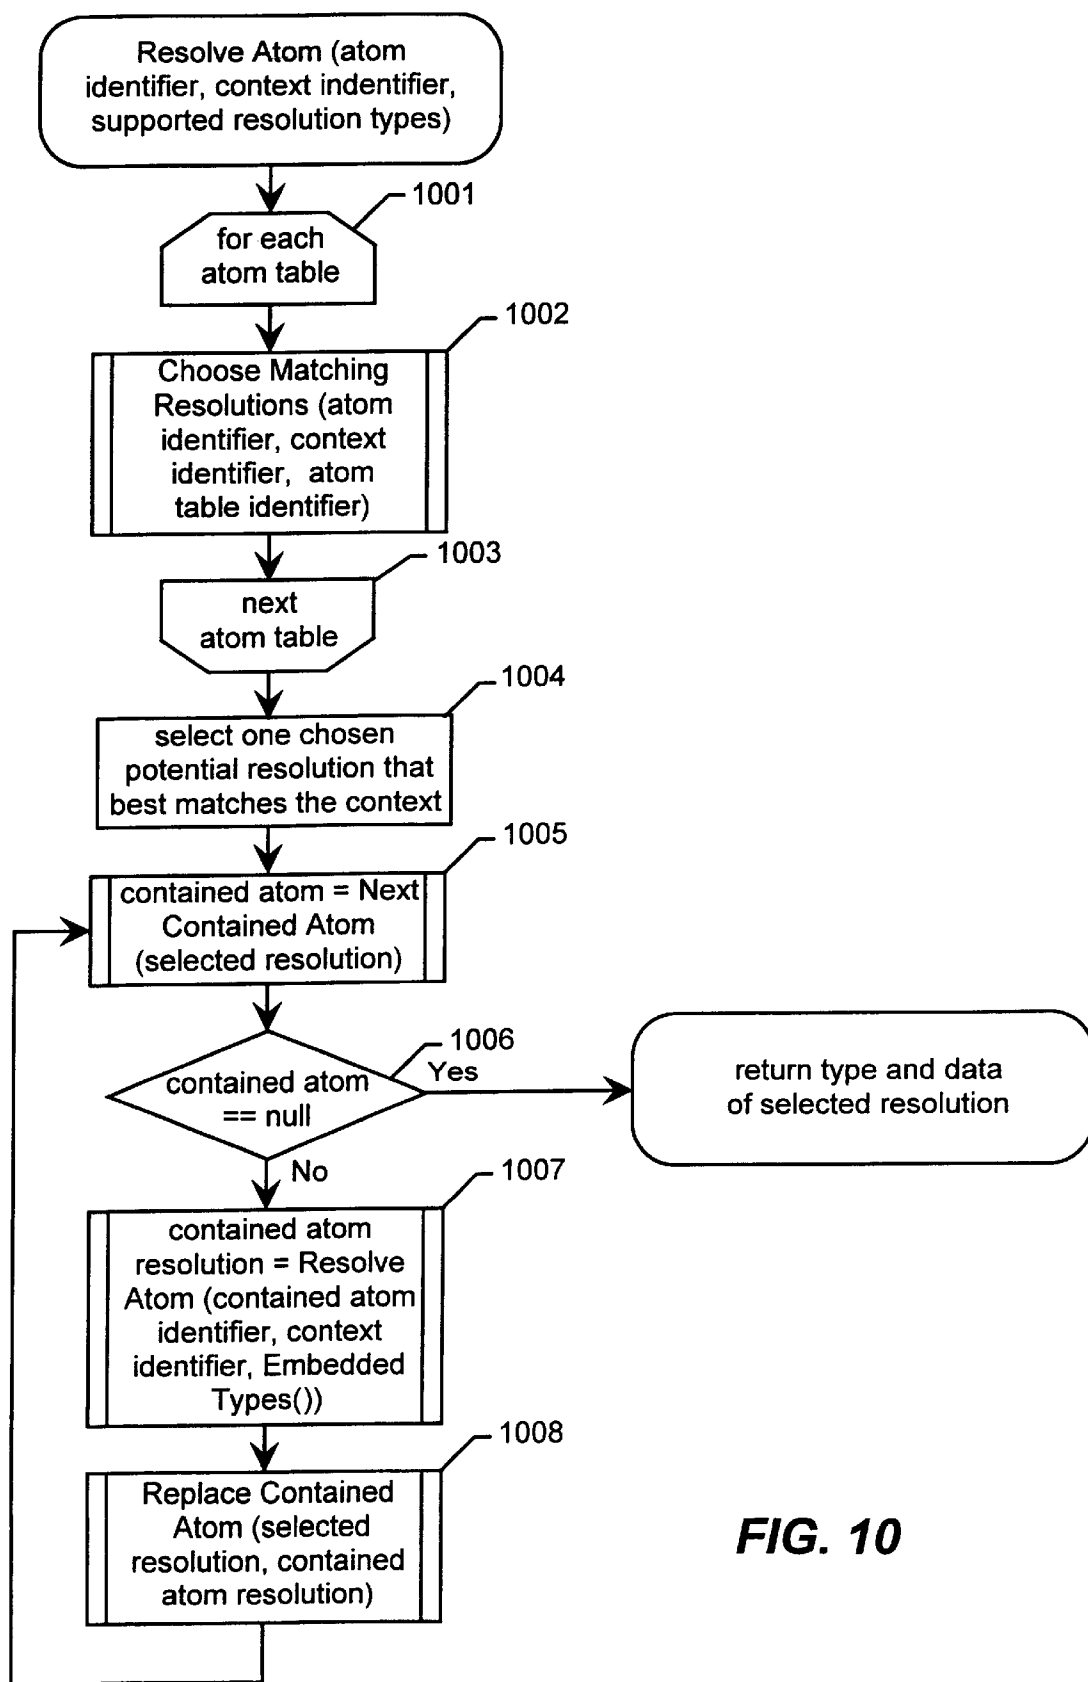 Resolve Atom (atom
identifier, context indentifier,
supported resolution types)
1001
for each
atom table
1002
Choose Matching
Resolutions (atom
identifier, context
identifier, atom
table identifier)
1003
next
atom table
1004
select one chosen
potential resolution that
best matches the context
1005
contained atom = Next
Contained Atom
(selected resolution)
1006
contained atom
== null
Yes
return type and data
of selected resolution
No
1007
contained atom
resolution = Resolve
Atom (contained atom
identifier, context
identifier, Embedded
Types())
1008
Replace Contained
Atom (selected
resolution, contained
atom resolution)
FIG. 10